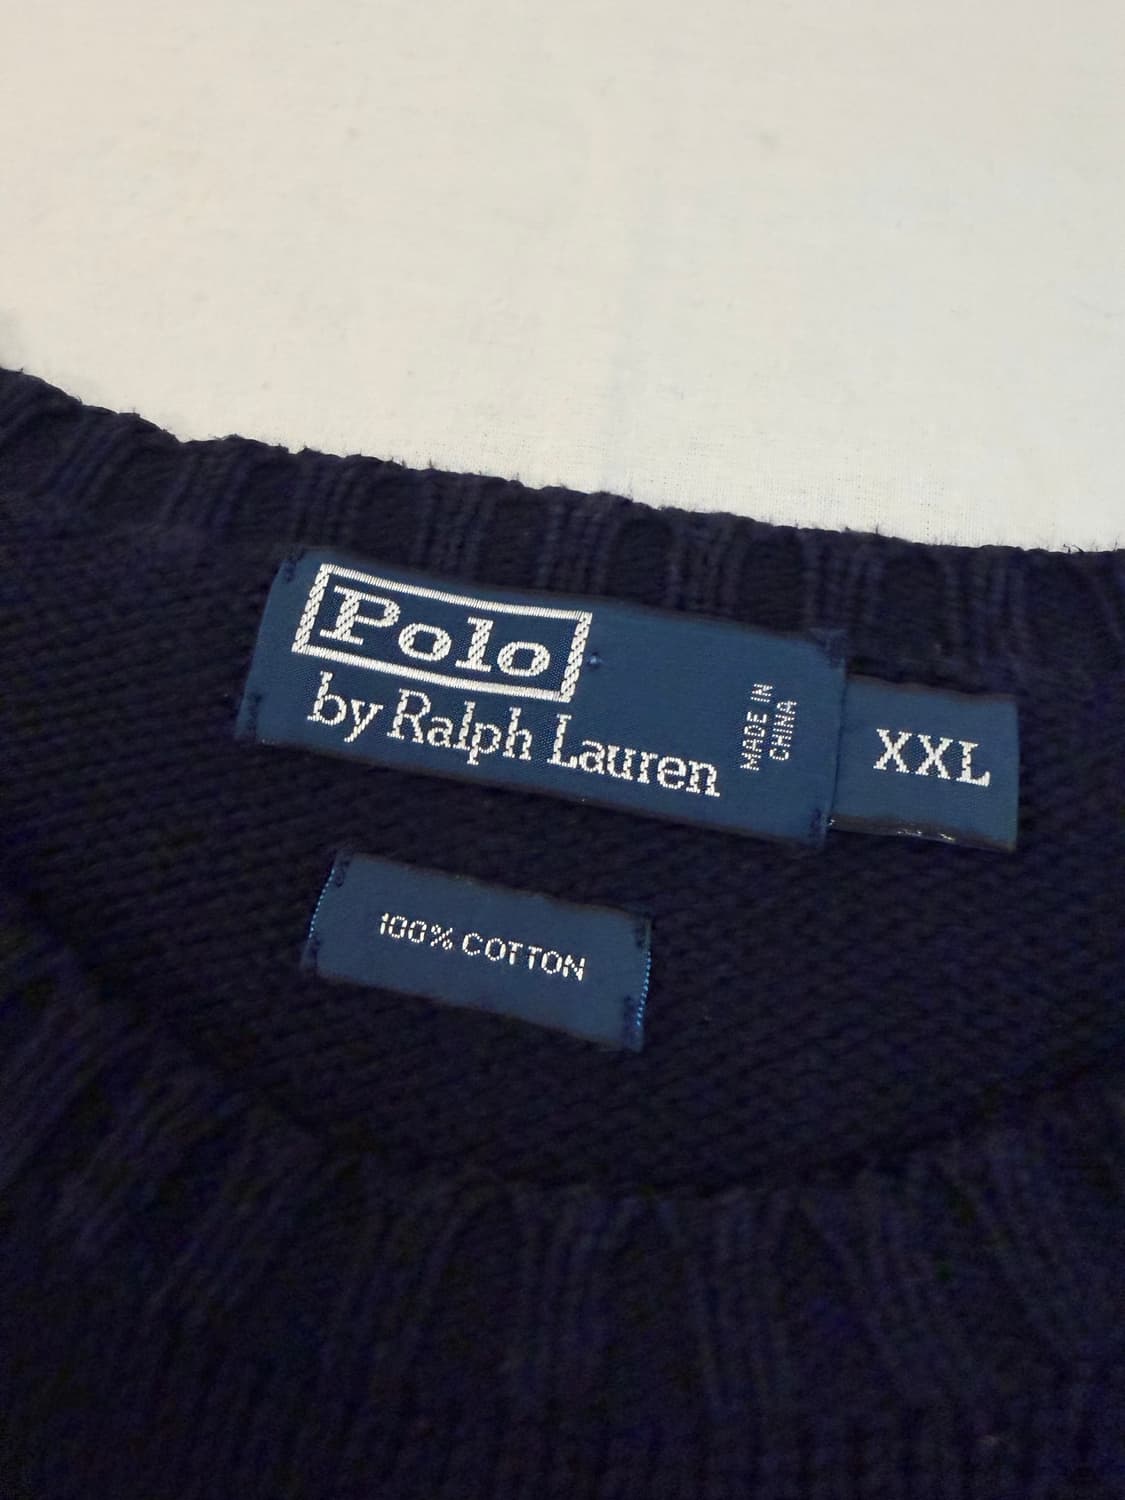 Polo
by Ralph Lauren
MADE IN
CHINA
XXL
100% COTTON